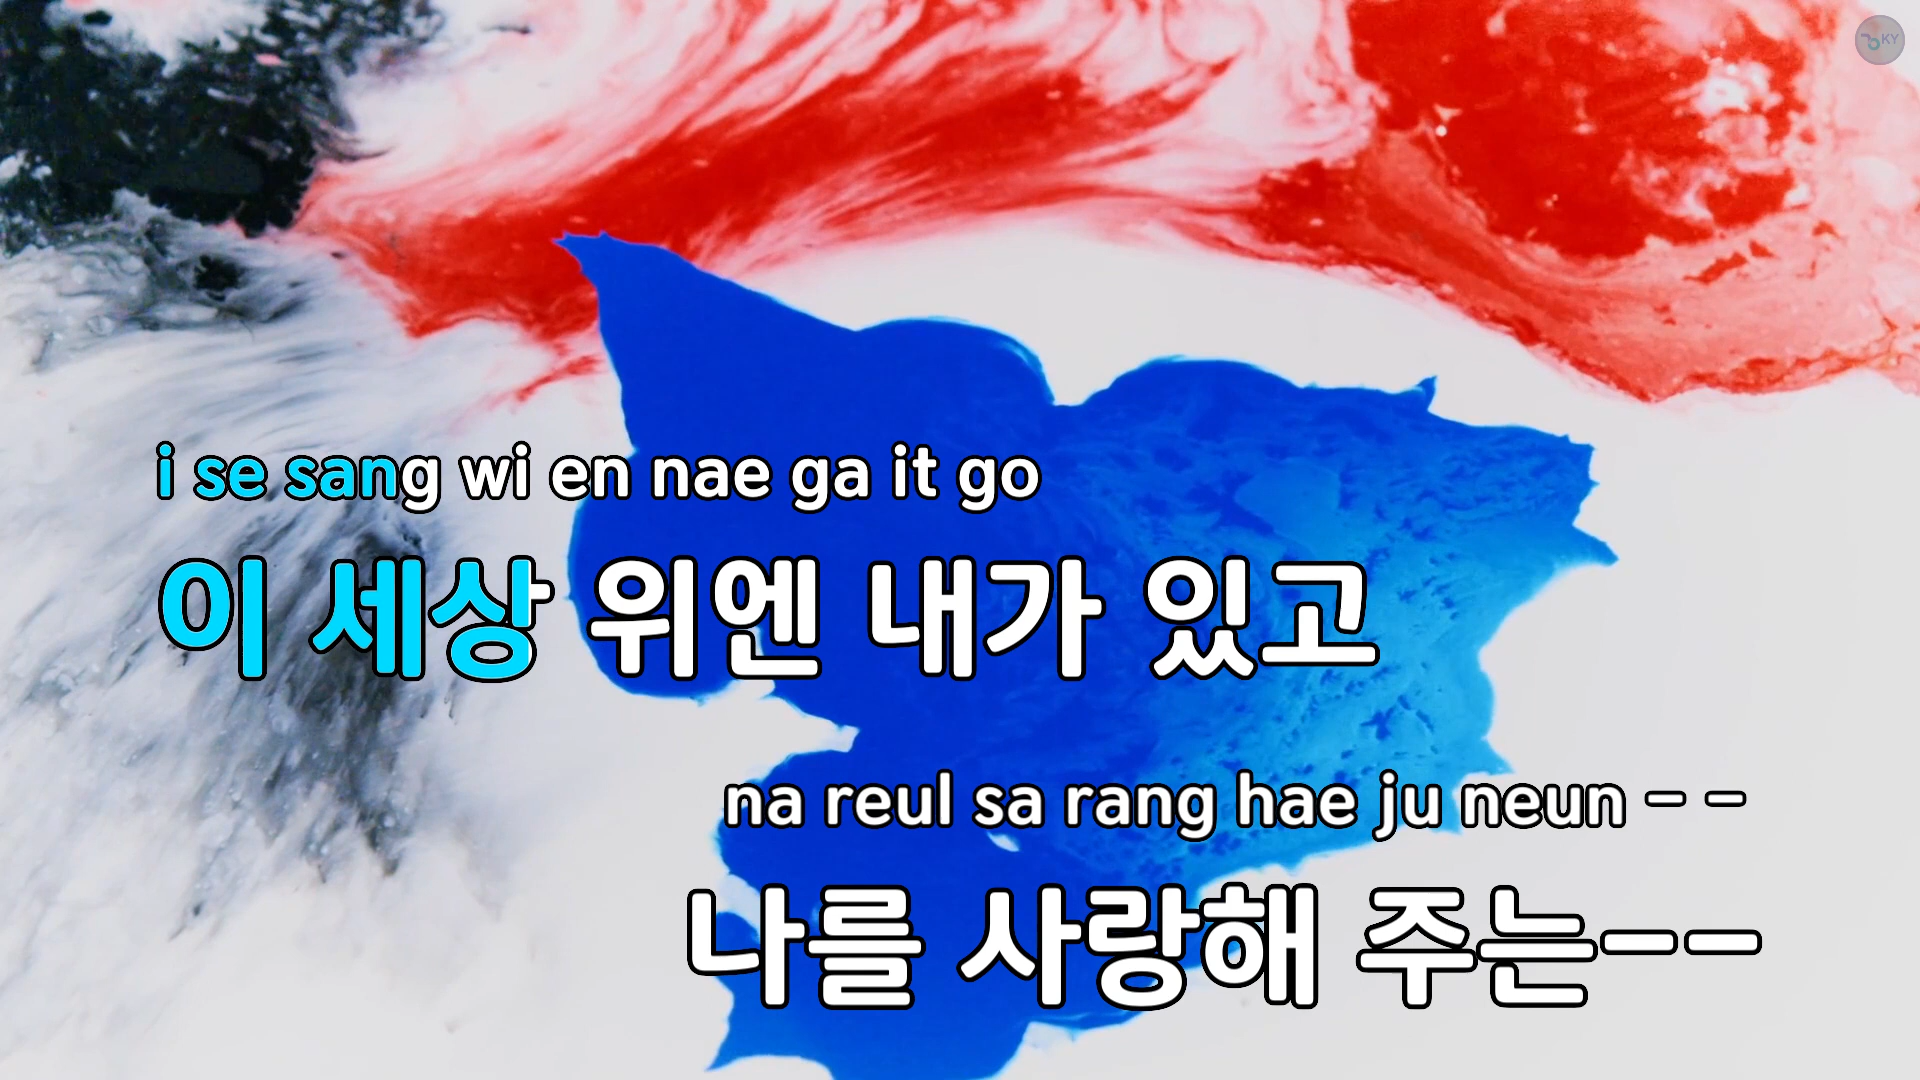 KY
i se sang wi en nae ga it go
이 세상 위엔 내가 있고
na reul sa rang hae ju neun – –
나를 사랑해 주는––